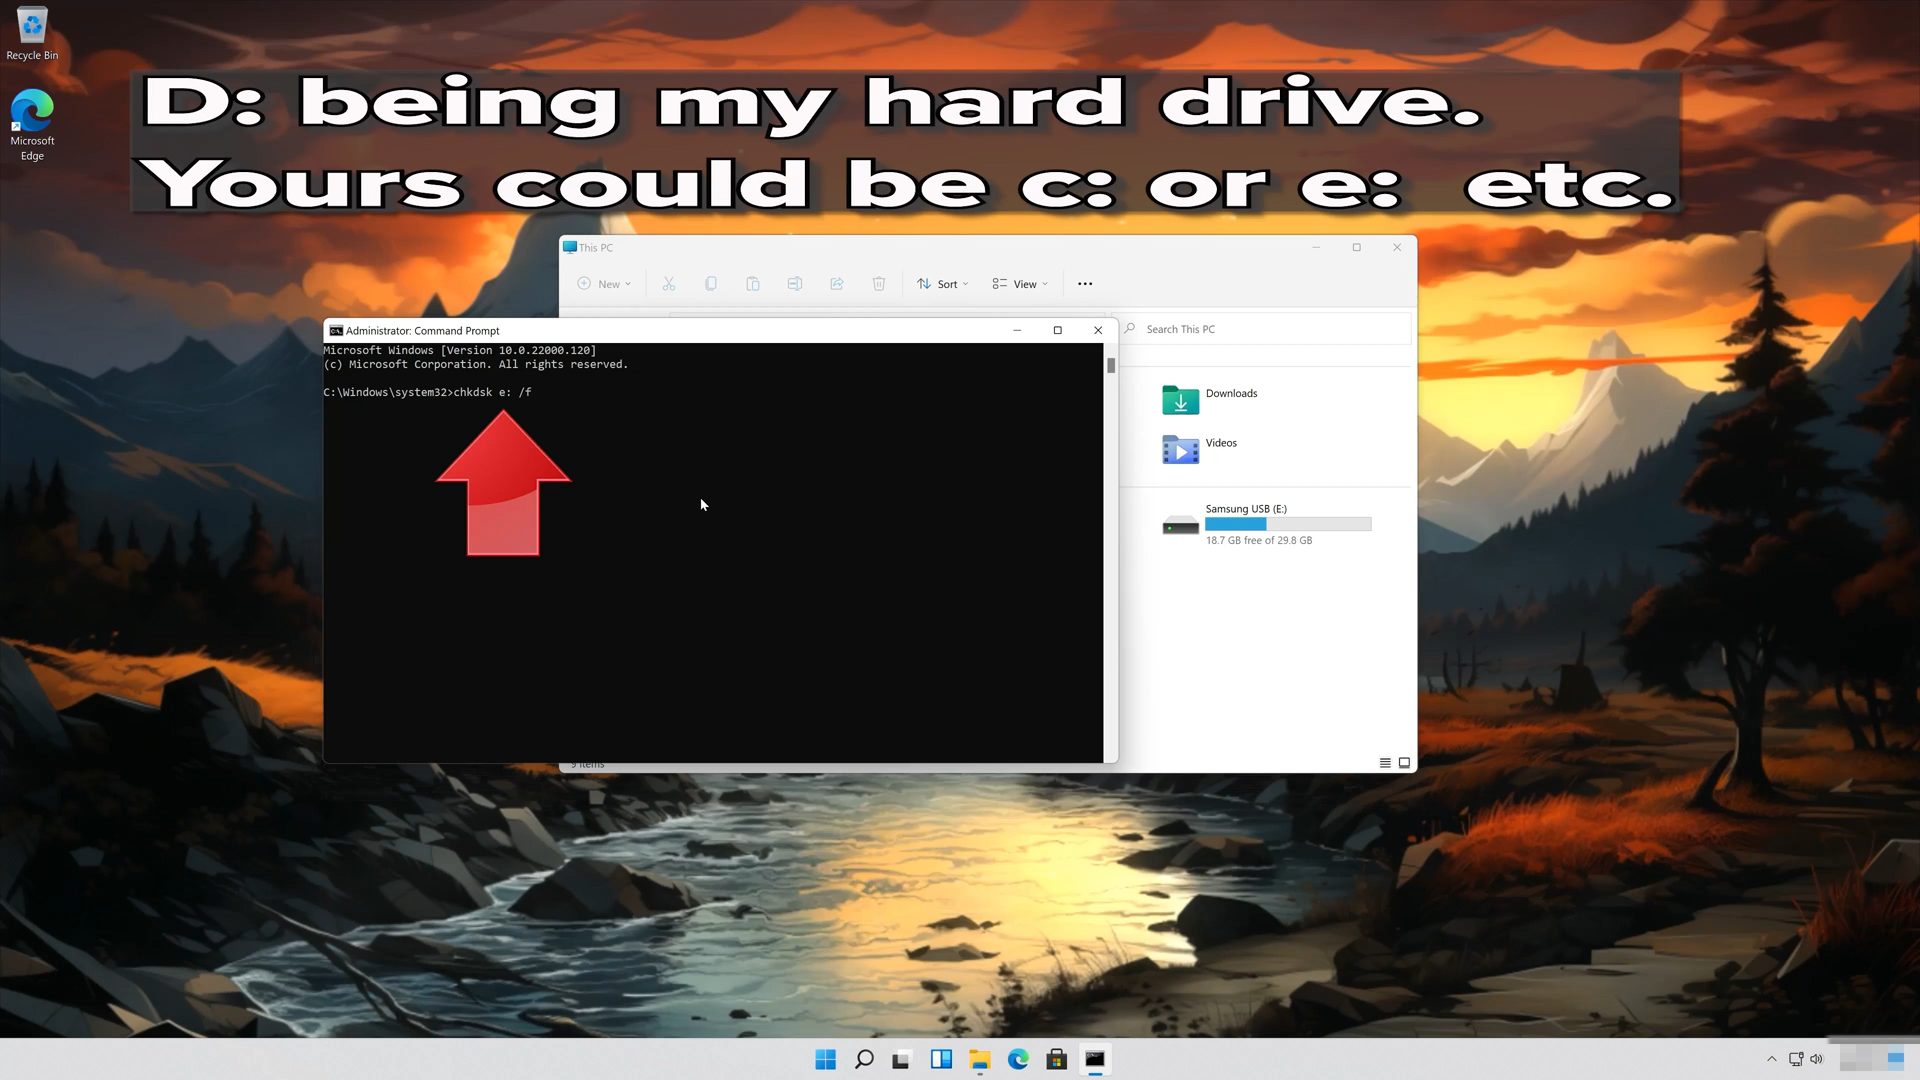 Recycle Bin
Microsoft
Edge
D: being my hard drive.
Yours could be c: or e: etc.
This PC
New
Sort
View
Search This PC
Administrator: Command Prompt
Microsoft Windows [Version 10.0.22000.120]
(c) Microsoft Corporation. All rights reserved.
C:\Windows\system32>chkdsk e: /f
Downloads
Videos
Samsung USB (E:)
18.7 GB free of 29.8 GB
9 items